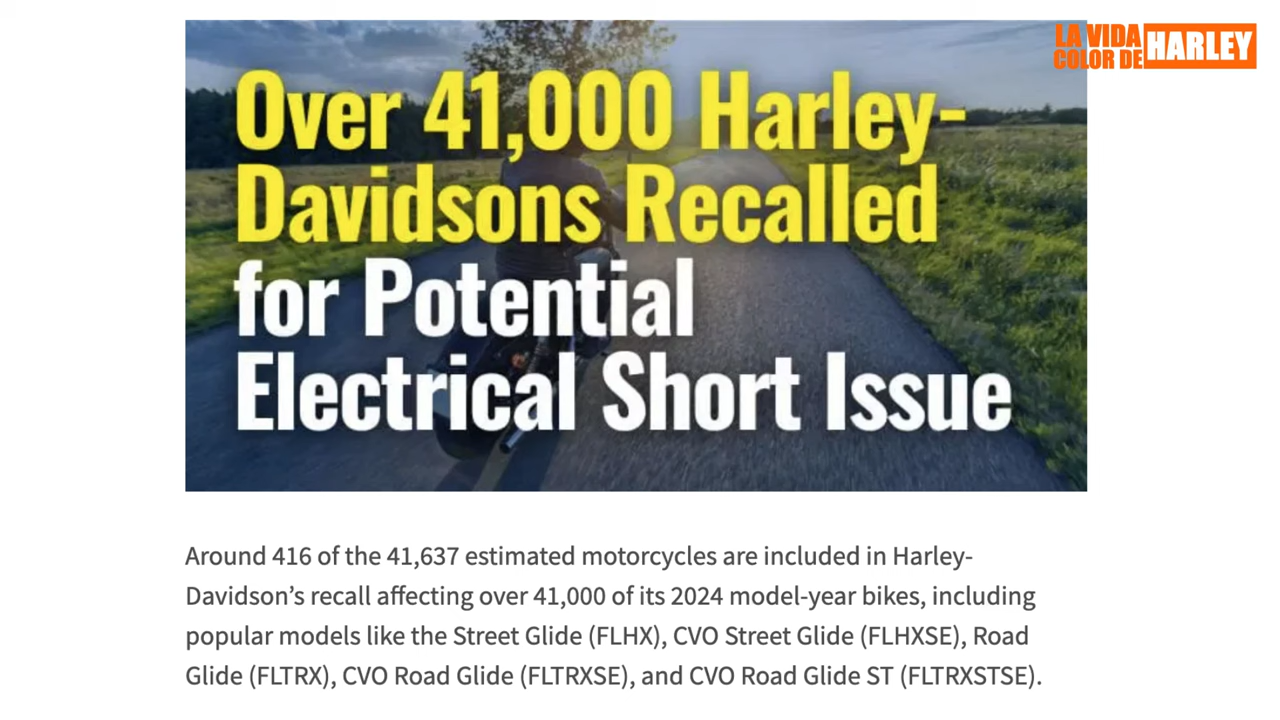 LA VIDA
COLOR DE HARLEY
Over 41,000 Harley-
Davidsons Recalled
for Potential
Electrical Short Issue
Around 416 of the 41,637 estimated motorcycles are included in Harley-
Davidson’s recall affecting over 41,000 of its 2024 model-year bikes, including
popular models like the Street Glide (FLHX), CVO Street Glide (FLHXSE), Road
Glide (FLTRX), CVO Road Glide (FLTRXSE), and CVO Road Glide ST (FLTRXSTSE).